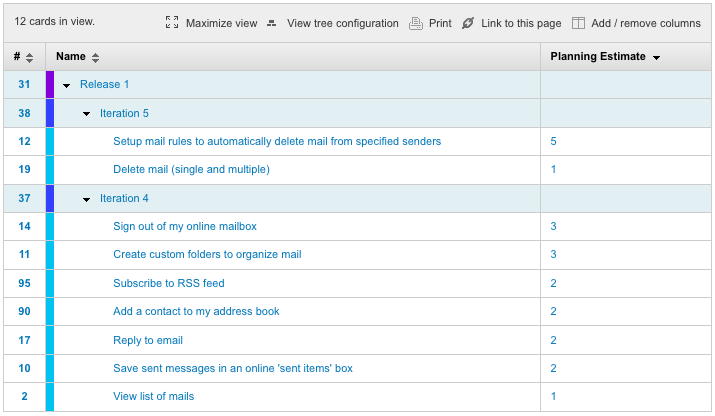 12 cards in view. Maximize view View tree configuration Print Link to this page Add / remove columns
# Name Planning Estimate
31 Release 1
38 Iteration 5
12 Setup mail rules to automatically delete mail from specified senders 5
19 Delete mail (single and multiple) 1
37 Iteration 4
14 Sign out of my online mailbox 3
11 Create custom folders to organize mail 3
95 Subscribe to RSS feed 2
90 Add a contact to my address book 2
17 Reply to email 2
10 Save sent messages in an online 'sent items' box 2
2 View list of mails 1